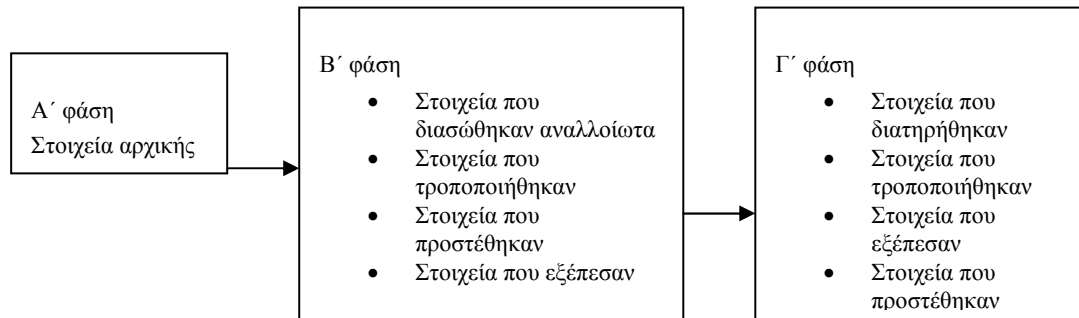 Α΄ φάση
Στοιχεία αρχικής
Β΄ φάση
• Στοιχεία που
διασώθηκαν αναλλοίωτα
• Στοιχεία που
τροποποιήθηκαν
• Στοιχεία που
προστέθηκαν
• Στοιχεία που εξέπεσαν
Γ΄ φάση
• Στοιχεία που
διατηρήθηκαν
• Στοιχεία που
τροποποιήθηκαν
• Στοιχεία που
εξέπεσαν
• Στοιχεία που
προστέθηκαν